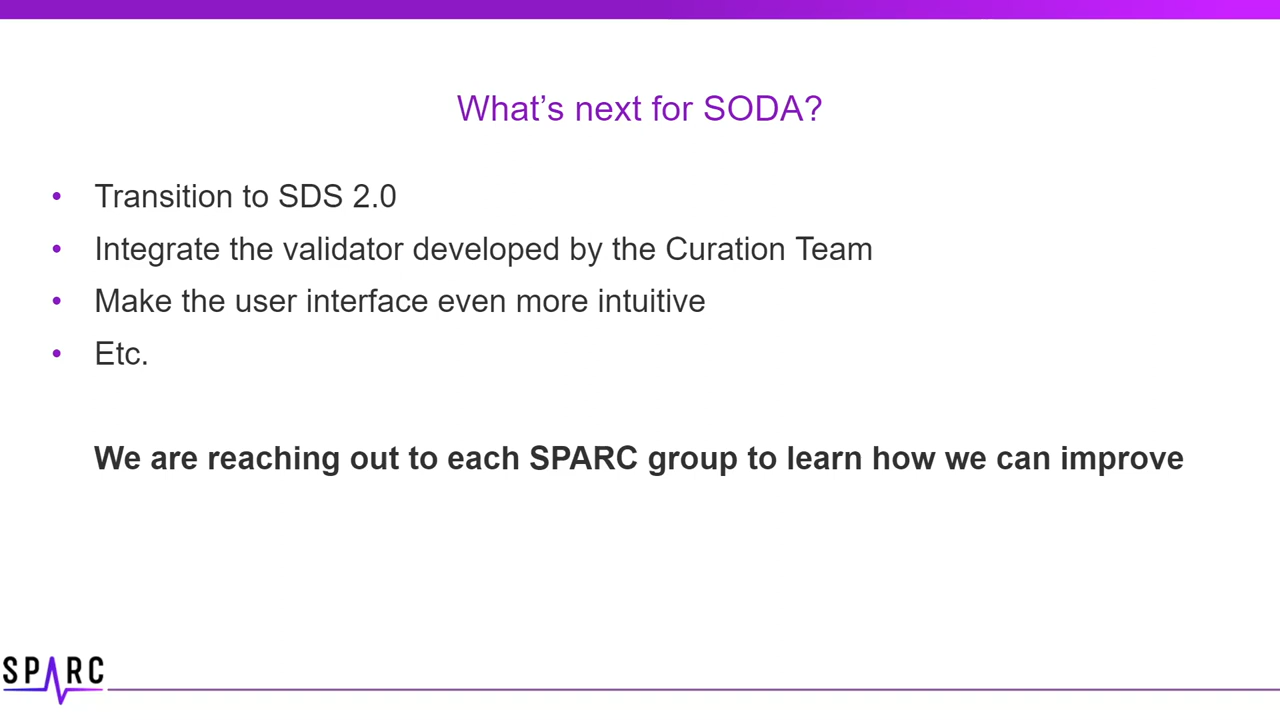 What’s next for SODA?
• Transition to SDS 2.0
• Integrate the validator developed by the Curation Team
• Make the user interface even more intuitive
• Etc.
We are reaching out to each SPARC group to learn how we can improve
SPARC